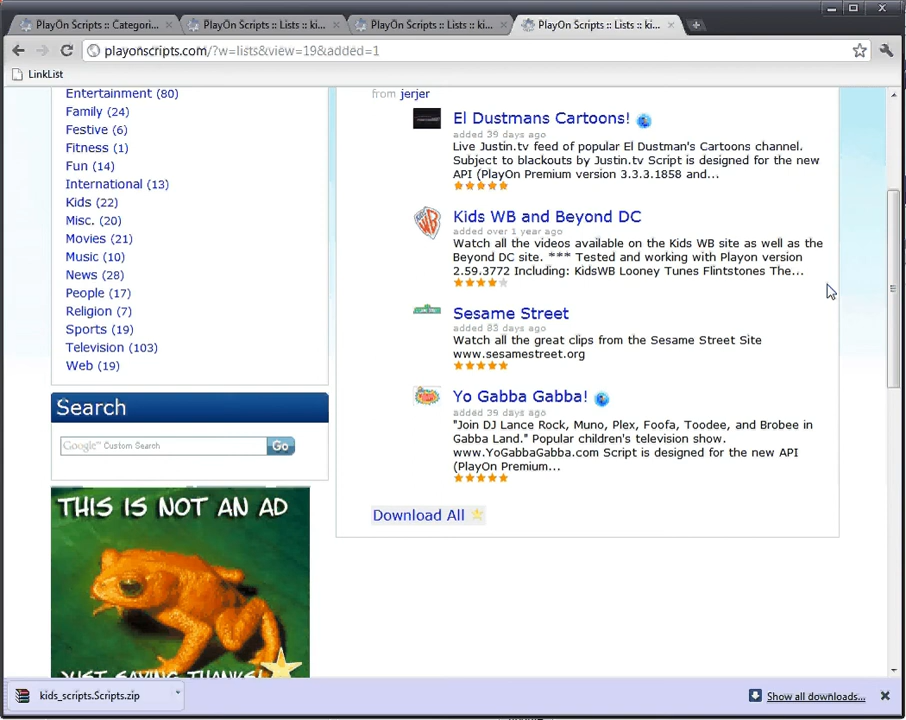 PlayOn Scripts :: Categori...
PlayOn Scripts :: Lists :: ki...
PlayOn Scripts :: Lists :: ki...
PlayOn Scripts :: Lists :: ki...
playonscripts.com/?w=lists&view=19&added=1
LinkList
Entertainment (80)
Family (24)
Festive (6)
Fitness (1)
Fun (14)
International (13)
Kids (22)
Misc. (20)
Movies (21)
Music (10)
News (28)
People (17)
Religion (7)
Sports (19)
Television (103)
Web (19)
Search
Google™ Custom Search
Go
THIS IS NOT AN AD
JUST SAYING THANKS!
from jerjer
El Dustmans Cartoons!
added 39 days ago
Live Justin.tv feed of popular El Dustman's Cartoons channel.
Subject to blackouts by Justin.tv Script is designed for the new
API (PlayOn Premium version 3.3.3.1858 and...
WB
Kids WB and Beyond DC
added over 1 year ago
Watch all the videos available on the Kids WB site as well as the
Beyond DC site. *** Tested and working with Playon version
2.59.3772 Including: KidsWB Looney Tunes Flintstones The...
Sesame Street
added 83 days ago
Watch all the great clips from the Sesame Street Site
www.sesamestreet.org
Yo Gabba Gabba!
added 39 days ago
"Join DJ Lance Rock, Muno, Plex, Foofa, Toodee, and Brobee in
Gabba Land." Popular children's television show.
www.YoGabbaGabba.com Script is designed for the new API
(PlayOn Premium...
Download All
kids_scripts.Scripts.zip
Show all downloads...